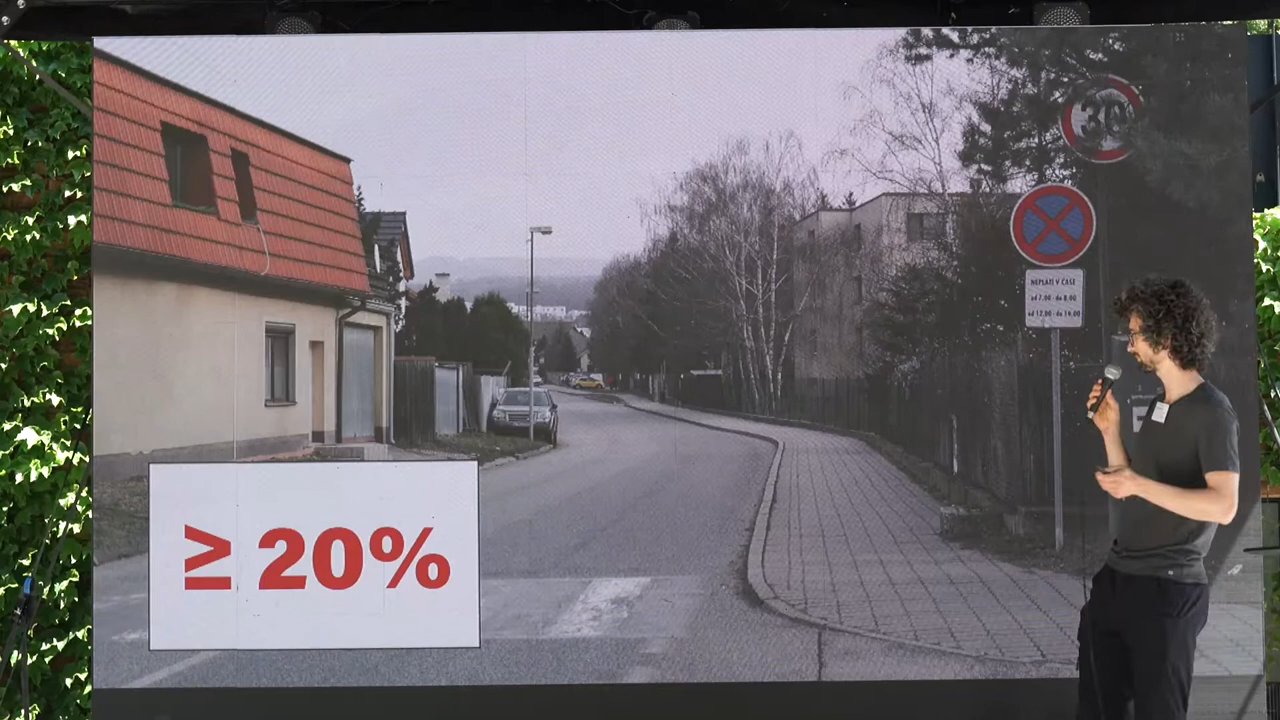 30
NEPLATÍ V ČASE
od 7.00 - do 8.00
od 12.00 - do 14.00
≥ 20%